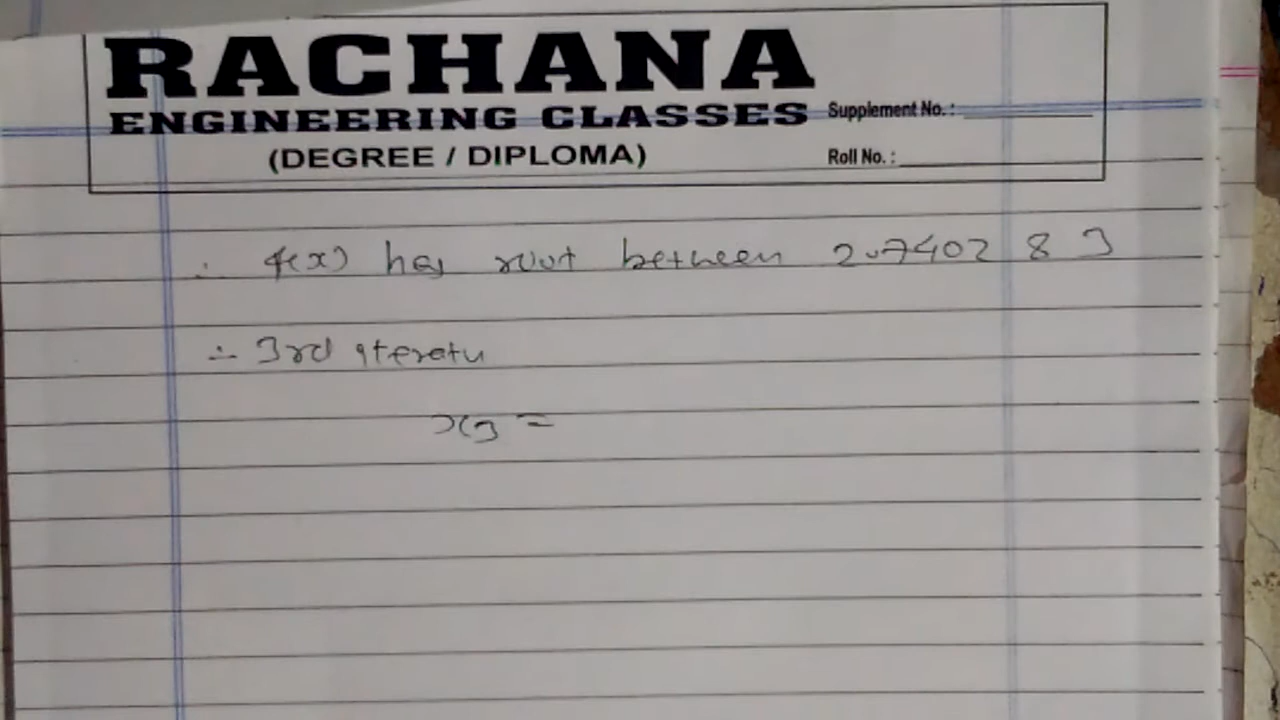 RACHANA
ENGINEERING CLASSES
(DEGREE / DIPLOMA)
Supplement No. :
Roll No. :
∴ f(x) has root between 2.7402 & 3
∴ 3rd iteratn
x3 =